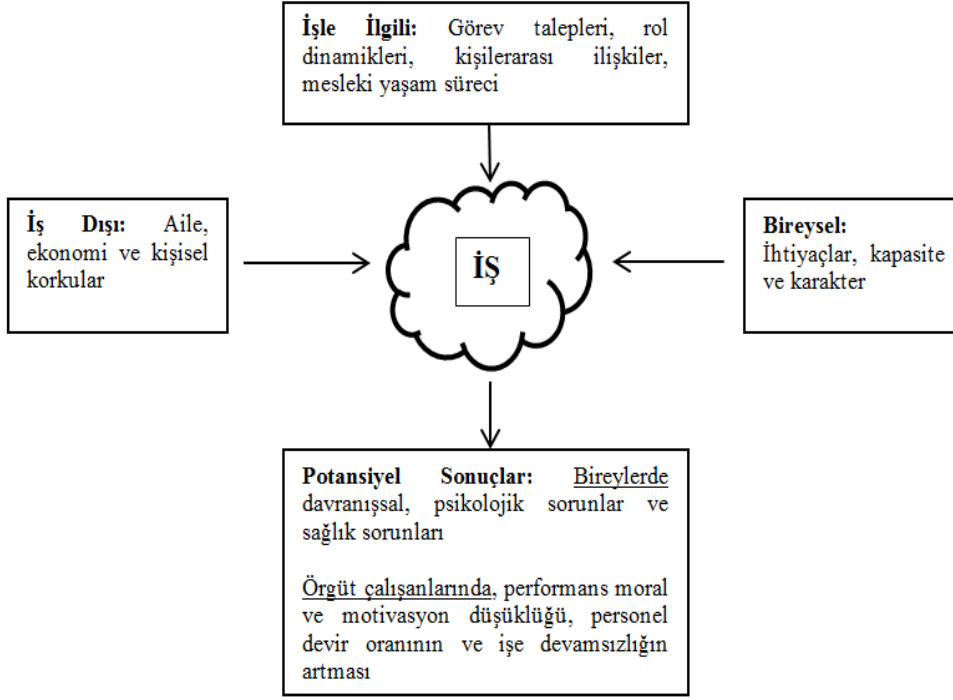 İşle İlgili: Görev talepleri, rol
dinamikleri, kişilerarası ilişkiler,
mesleki yaşam süreci
İş Dışı: Aile,
ekonomi ve kişisel
korkular
İŞ
Bireysel:
İhtiyaçlar, kapasite
ve karakter
Potansiyel Sonuçlar: Bireylerde
davranışsal, psikolojik sorunlar ve
sağlık sorunları
Örgüt çalışanlarında, performans moral
ve motivasyon düşüklüğü, personel
devir oranının ve işe devamsızlığın
artması